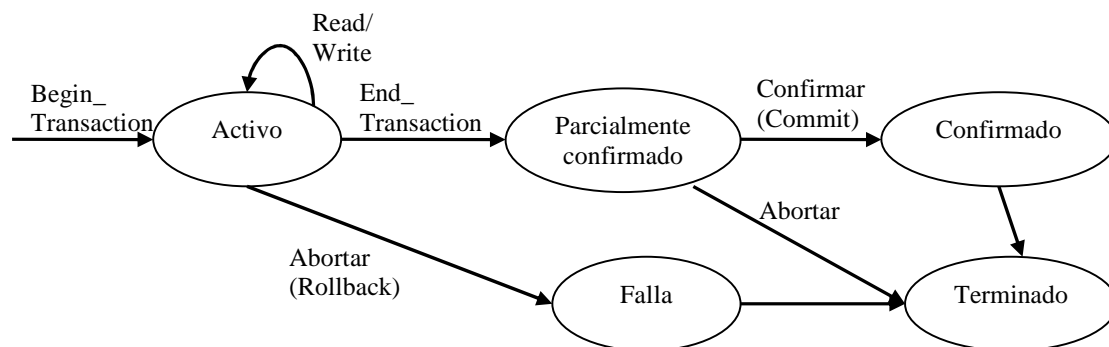 Read/
Write
Begin_
Transaction
Activo
End_
Transaction
Parcialmente
confirmado
Confirmar
(Commit)
Confirmado
Abortar
Abortar
(Rollback)
Falla
Terminado